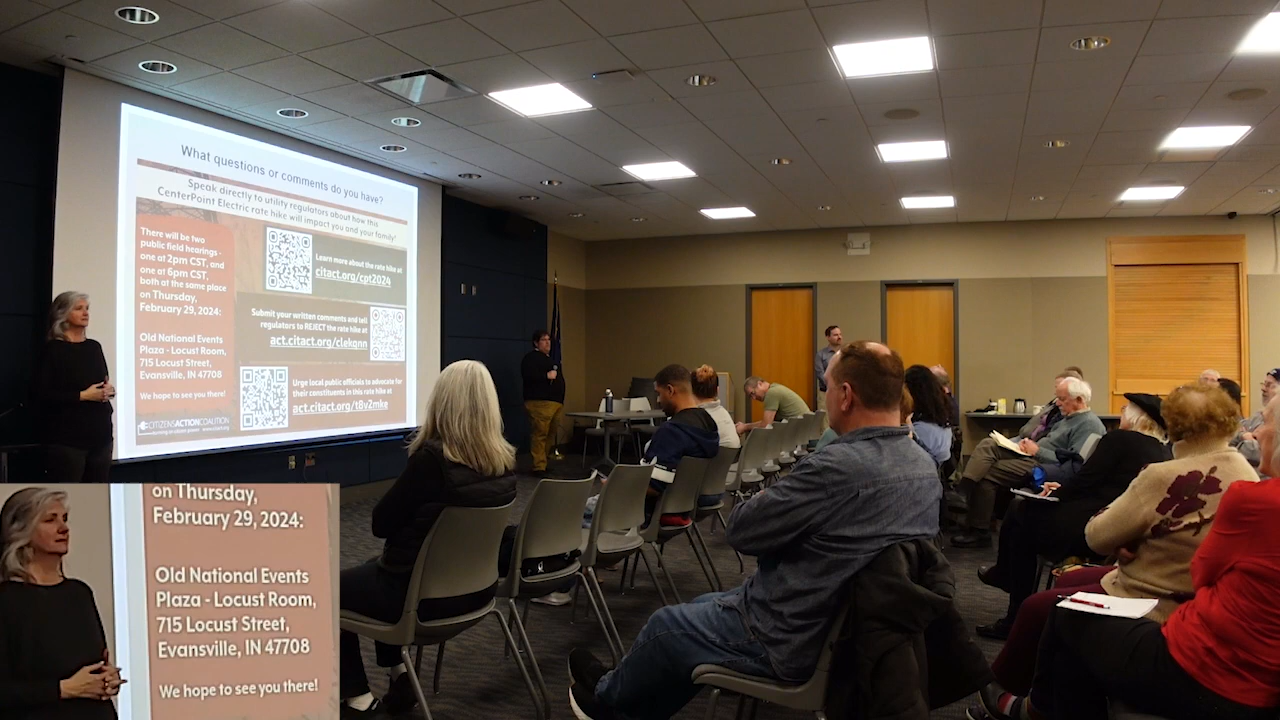 What questions or comments do you have?
Speak directly to utility regulators about how this
CenterPoint Electric rate hike will impact you and your family!
There will be two
public field hearings -
one at 2pm CST, and
one at 6pm CST,
both at the same place
on Thursday,
February 29, 2024:
Old National Events
Plaza - Locust Room,
715 Locust Street,
Evansville, IN 47708
We hope to see you there!
CITIZENS ACTION COALITION
Learn more about the rate hike at
citact.org/cpt2024
Submit your written comments and tell
regulators to REJECT the rate hike at
act.citact.org/clekqnn
Urge local public officials to advocate for
their constituents in this rate hike at
act.citact.org/t8v2mke
on Thursday,
February 29, 2024:
Old National Events
Plaza - Locust Room,
715 Locust Street,
Evansville, IN 47708
We hope to see you there!